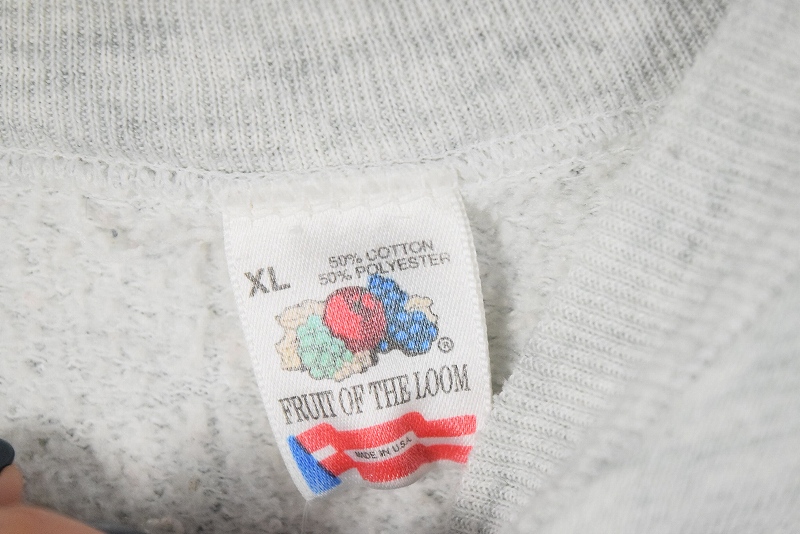 XL
50% COTTON
50% POLYESTER
®
FRUIT OF THE LOOM
MADE IN U.S.A.